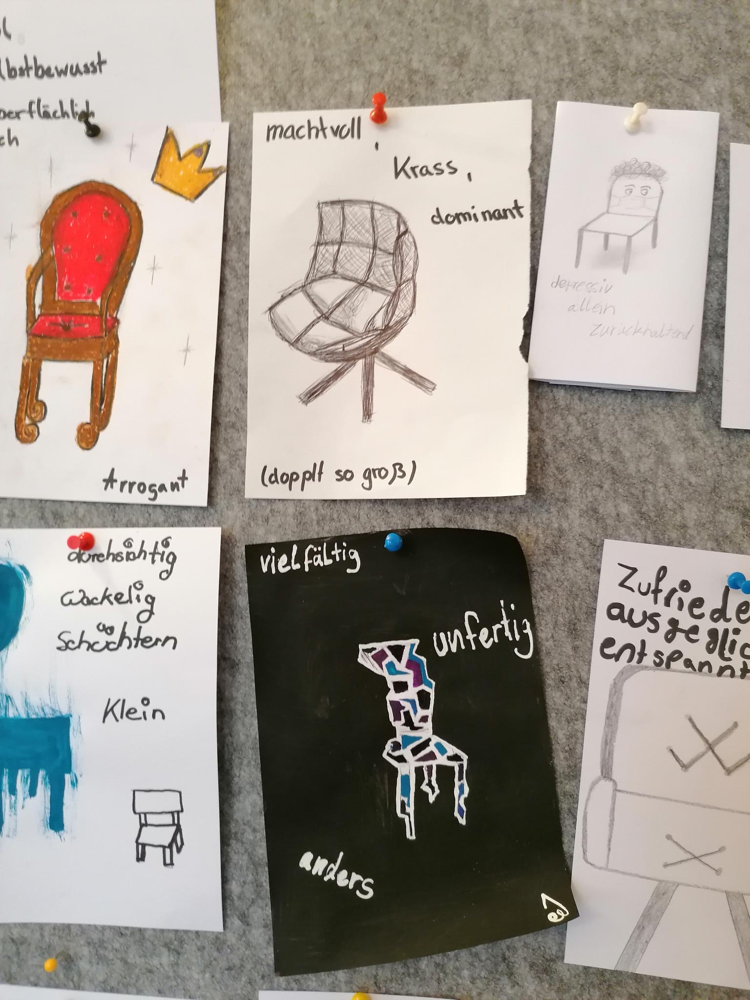 lbstbewusst
oerflächlich
ch
Arrogant
machtvoll,
Krass,
dominant
(dopplt so groß)
depressiv
allein
zurückhaltend
durchsichtig
Wackelig
Schüchtern
Klein
vielfältig
unfertig
anders
Zufriede
ausgeglic
entspannt